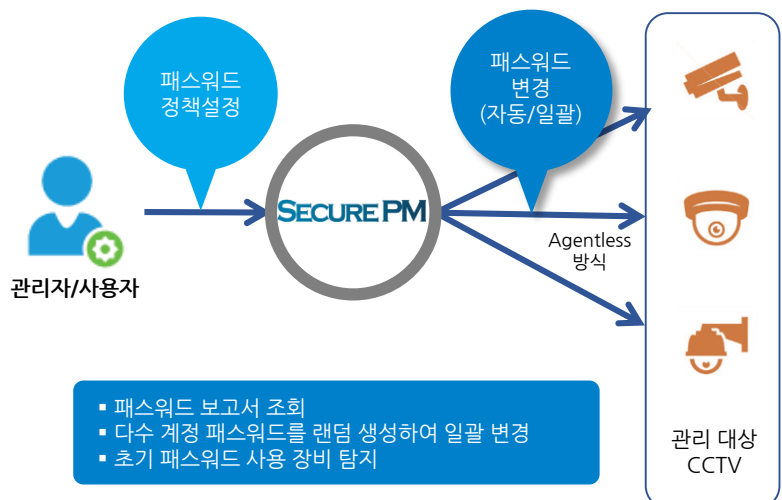 패스워드
정책설정
패스워드
변경
(자동/일괄)
SECURE PM
Agentless
방식
관리자/사용자
▪ 패스워드 보고서 조회
▪ 다수 계정 패스워드를 랜덤 생성하여 일괄 변경
▪ 초기 패스워드 사용 장비 탐지
관리 대상
CCTV